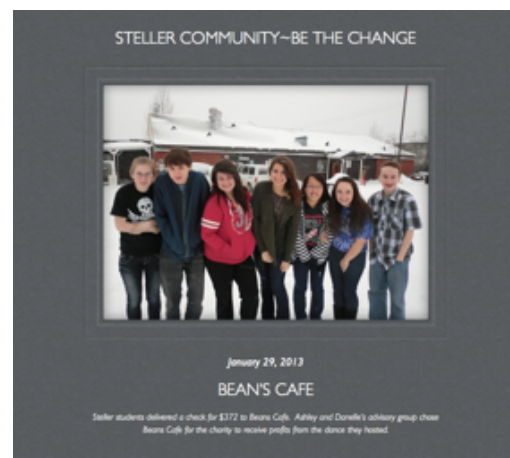 STELLER COMMUNITY~BE THE CHANGE
January 29, 2013
BEAN'S CAFE
Steller students delivered a check for $372 to Beans Cafe. Ashley and Danelle's advisory group chose
Beans Cafe for the charity to receive profits from the dance they hosted.